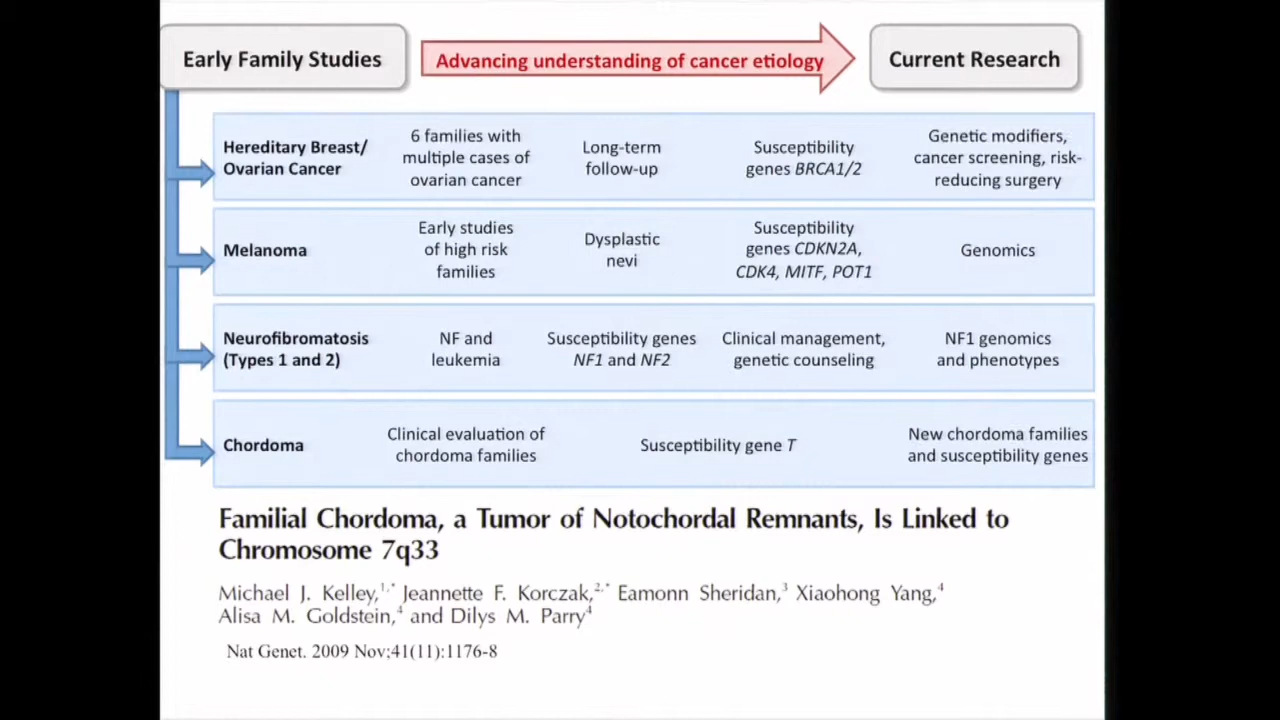 Early Family Studies
Advancing understanding of cancer etiology
Current Research
Hereditary Breast/
Ovarian Cancer
6 families with
multiple cases of
ovarian cancer
Long-term
follow-up
Susceptibility
genes BRCA1/2
Genetic modifiers,
cancer screening, risk-
reducing surgery
Melanoma
Early studies
of high risk
families
Dysplastic
nevi
Susceptibility
genes CDKN2A,
CDK4, MITF, POT1
Genomics
Neurofibromatosis
(Types 1 and 2)
NF and
leukemia
Susceptibility genes
NF1 and NF2
Clinical management,
genetic counseling
NF1 genomics
and phenotypes
Chordoma
Clinical evaluation of
chordoma families
Susceptibility gene T
New chordoma families
and susceptibility genes
Familial Chordoma, a Tumor of Notochordal Remnants, Is Linked to
Chromosome 7q33
Michael J. Kelley,1,* Jeannette F. Korczak,2,* Eamonn Sheridan,3 Xiaohong Yang,4
Alisa M. Goldstein,4 and Dilys M. Parry4
Nat Genet. 2009 Nov;41(11):1176-8